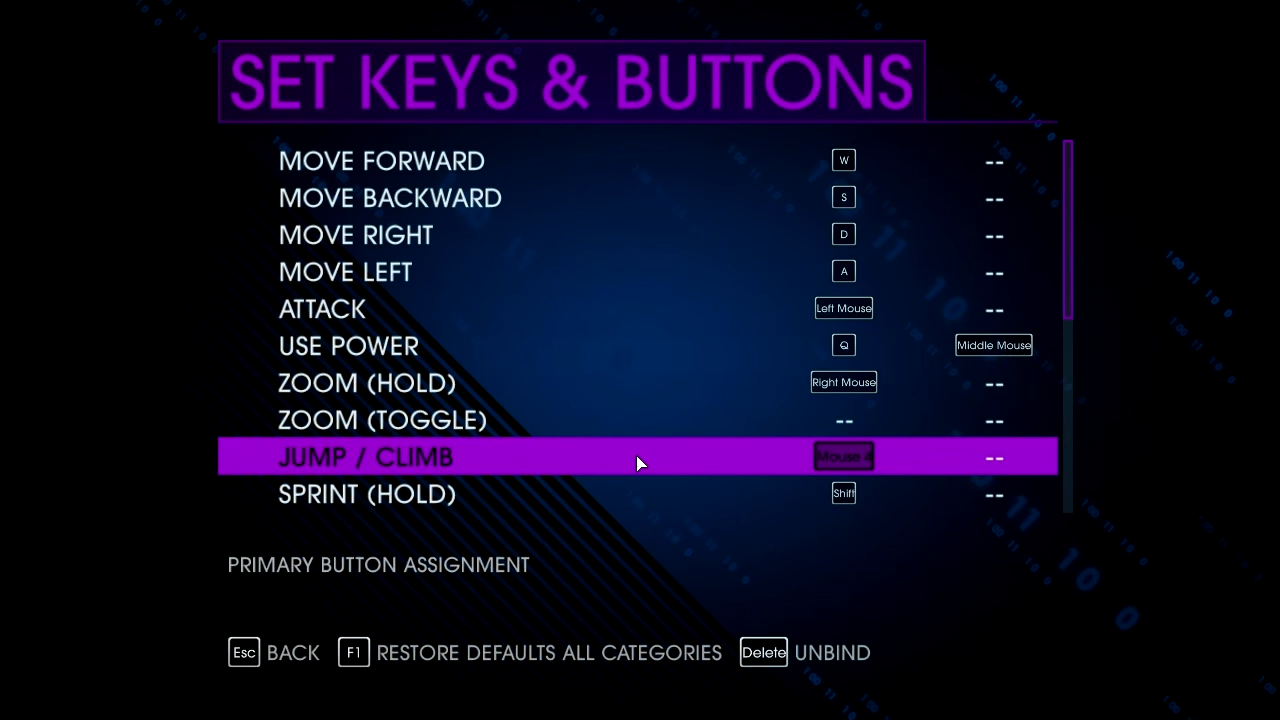 SET KEYS & BUTTONS
MOVE FORWARD W --
MOVE BACKWARD S --
MOVE RIGHT D --
MOVE LEFT A --
ATTACK Left Mouse --
USE POWER Q Middle Mouse
ZOOM (HOLD) Right Mouse --
ZOOM (TOGGLE) -- --
JUMP / CLIMB Mouse 4 --
SPRINT (HOLD) Shift --
PRIMARY BUTTON ASSIGNMENT
Esc BACK F1 RESTORE DEFAULTS ALL CATEGORIES Delete UNBIND